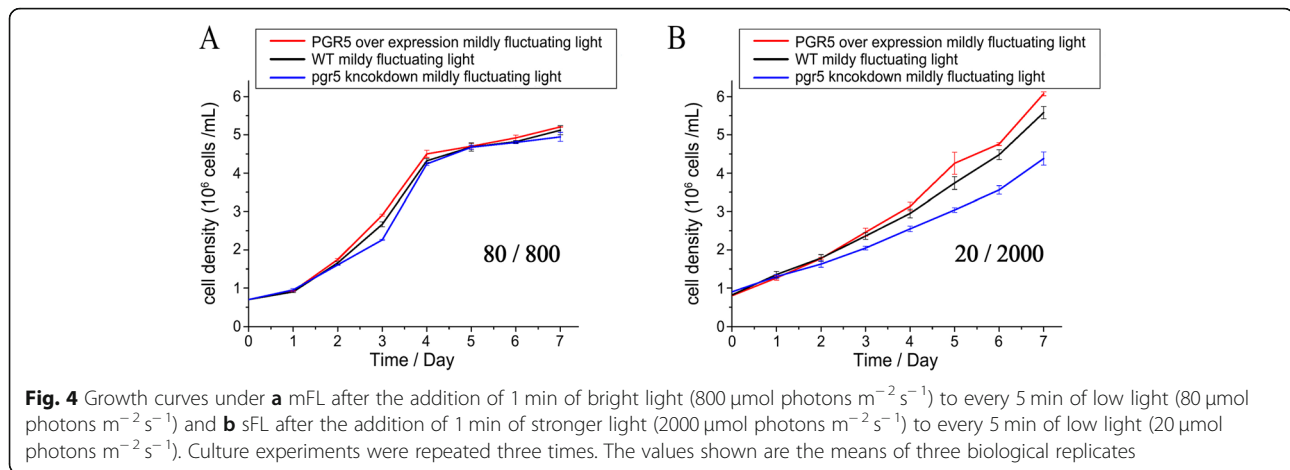 A
PGR5 over expression mildly fluctuating light
WT mildly fluctuating light
pgr5 kncokdown mildly fluctuating light
6
5
4
3
2
1
0
cell density (10⁶ cells /mL)
80 / 800
0 1 2 3 4 5 6 7
Time / Day
B
PGR5 over expression mildly fluctuating light
WT mildly fluctuating light
pgr5 kncokdown mildly fluctuating light
6
5
4
3
2
1
0
cell density (10⁶ cells /mL)
20 / 2000
0 1 2 3 4 5 6 7
Time / Day
Fig. 4 Growth curves under a mFL after the addition of 1 min of bright light (800 μmol photons m⁻² s⁻¹) to every 5 min of low light (80 μmol
photons m⁻² s⁻¹) and b sFL after the addition of 1 min of stronger light (2000 μmol photons m⁻² s⁻¹) to every 5 min of low light (20 μmol
photons m⁻² s⁻¹). Culture experiments were repeated three times. The values shown are the means of three biological replicates